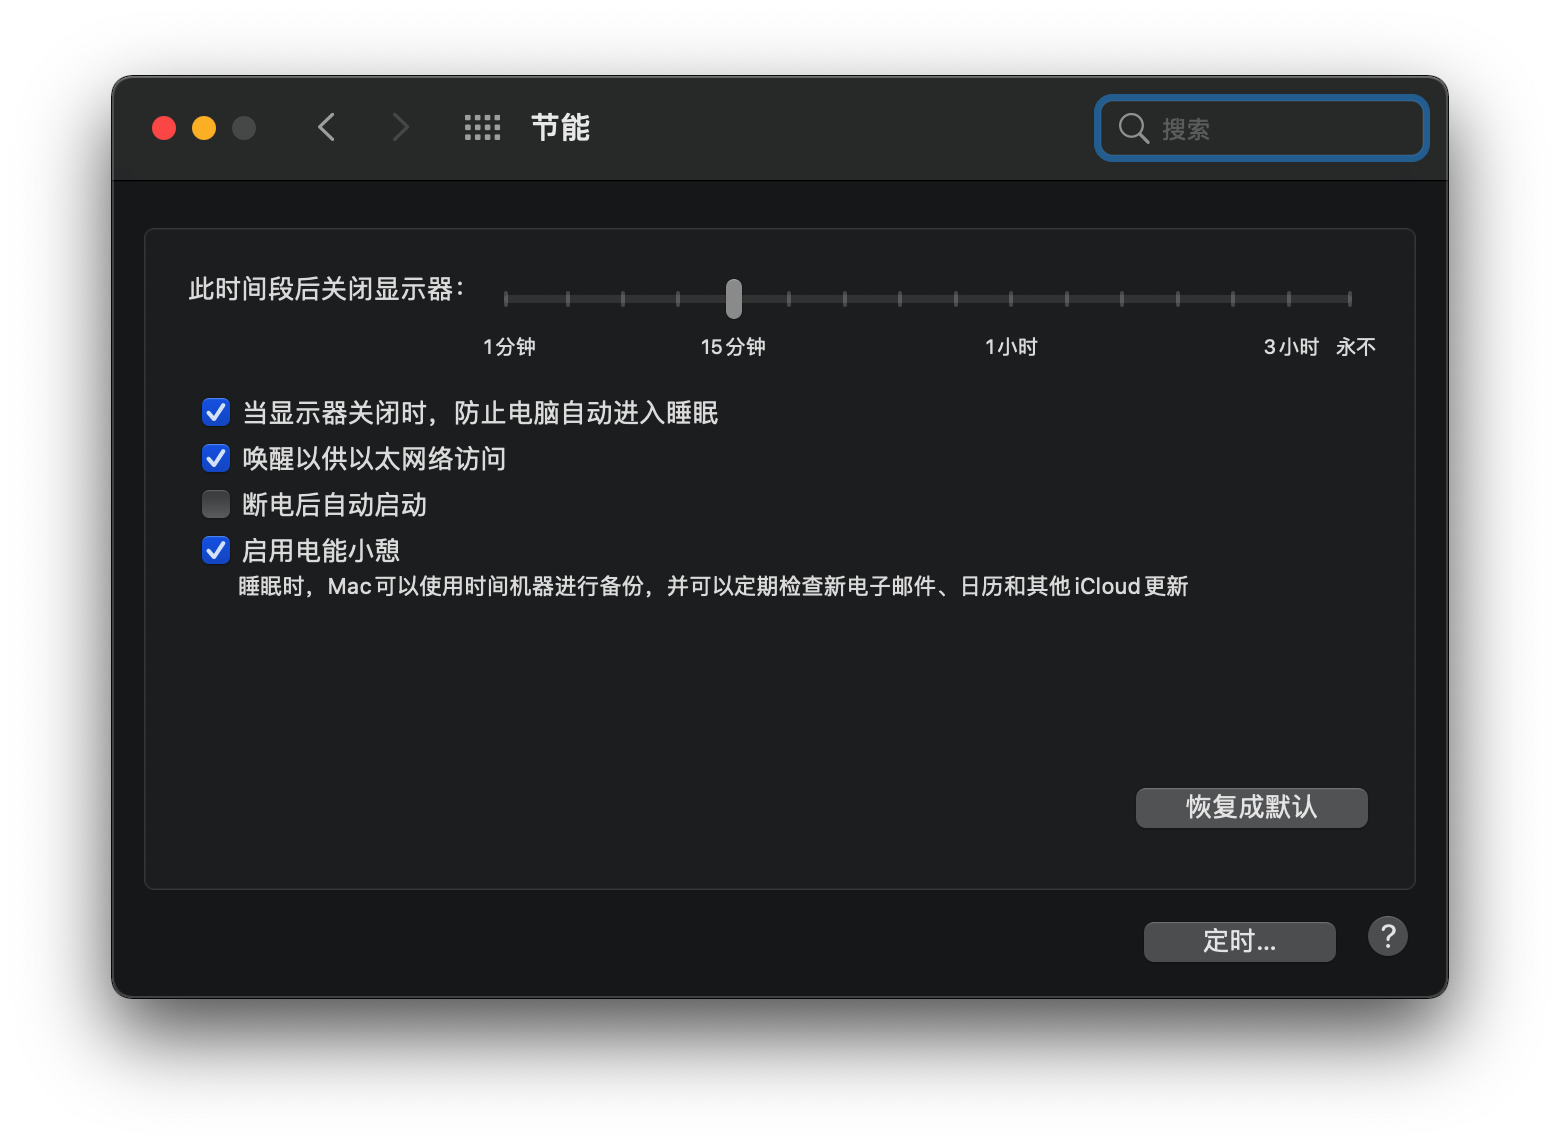 节能
搜索
此时间段后关闭显示器：
1分钟 15分钟 1小时 3小时 永不
当显示器关闭时，防止电脑自动进入睡眠
唤醒以供以太网络访问
断电后自动启动
启用电能小憩
睡眠时，Mac可以使用时间机器进行备份，并可以定期检查新电子邮件、日历和其他iCloud更新
恢复成默认
定时...
?